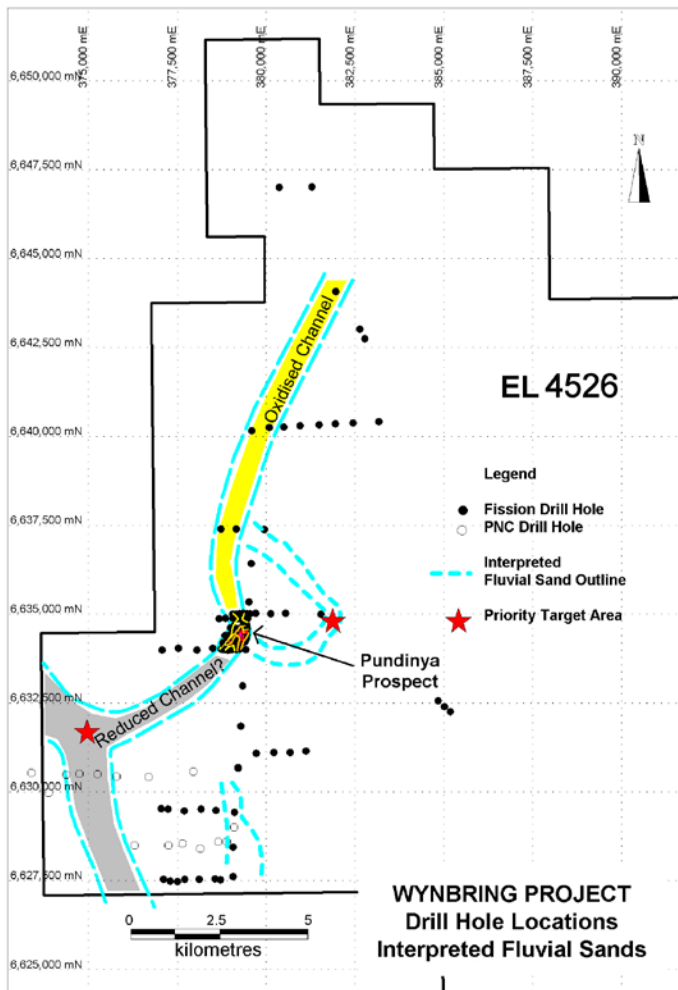 375,000 mE
377,500 mE
380,000 mE
382,500 mE
385,000 mE
387,500 mE
390,000 mE
6,650,000 mN
6,647,500 mN
6,645,000 mN
6,642,500 mN
6,640,000 mN
6,637,500 mN
6,635,000 mN
6,632,500 mN
6,630,000 mN
6,627,500 mN
6,625,000 mN
N
Oxidised Channel
EL 4526
Legend
Fission Drill Hole
PNC Drill Hole
Interpreted
Fluvial Sand Outline
Priority Target Area
Pundinya
Prospect
Reduced Channel?
0 2.5 5
kilometres
WYNBRING PROJECT
Drill Hole Locations
Interpreted Fluvial Sands